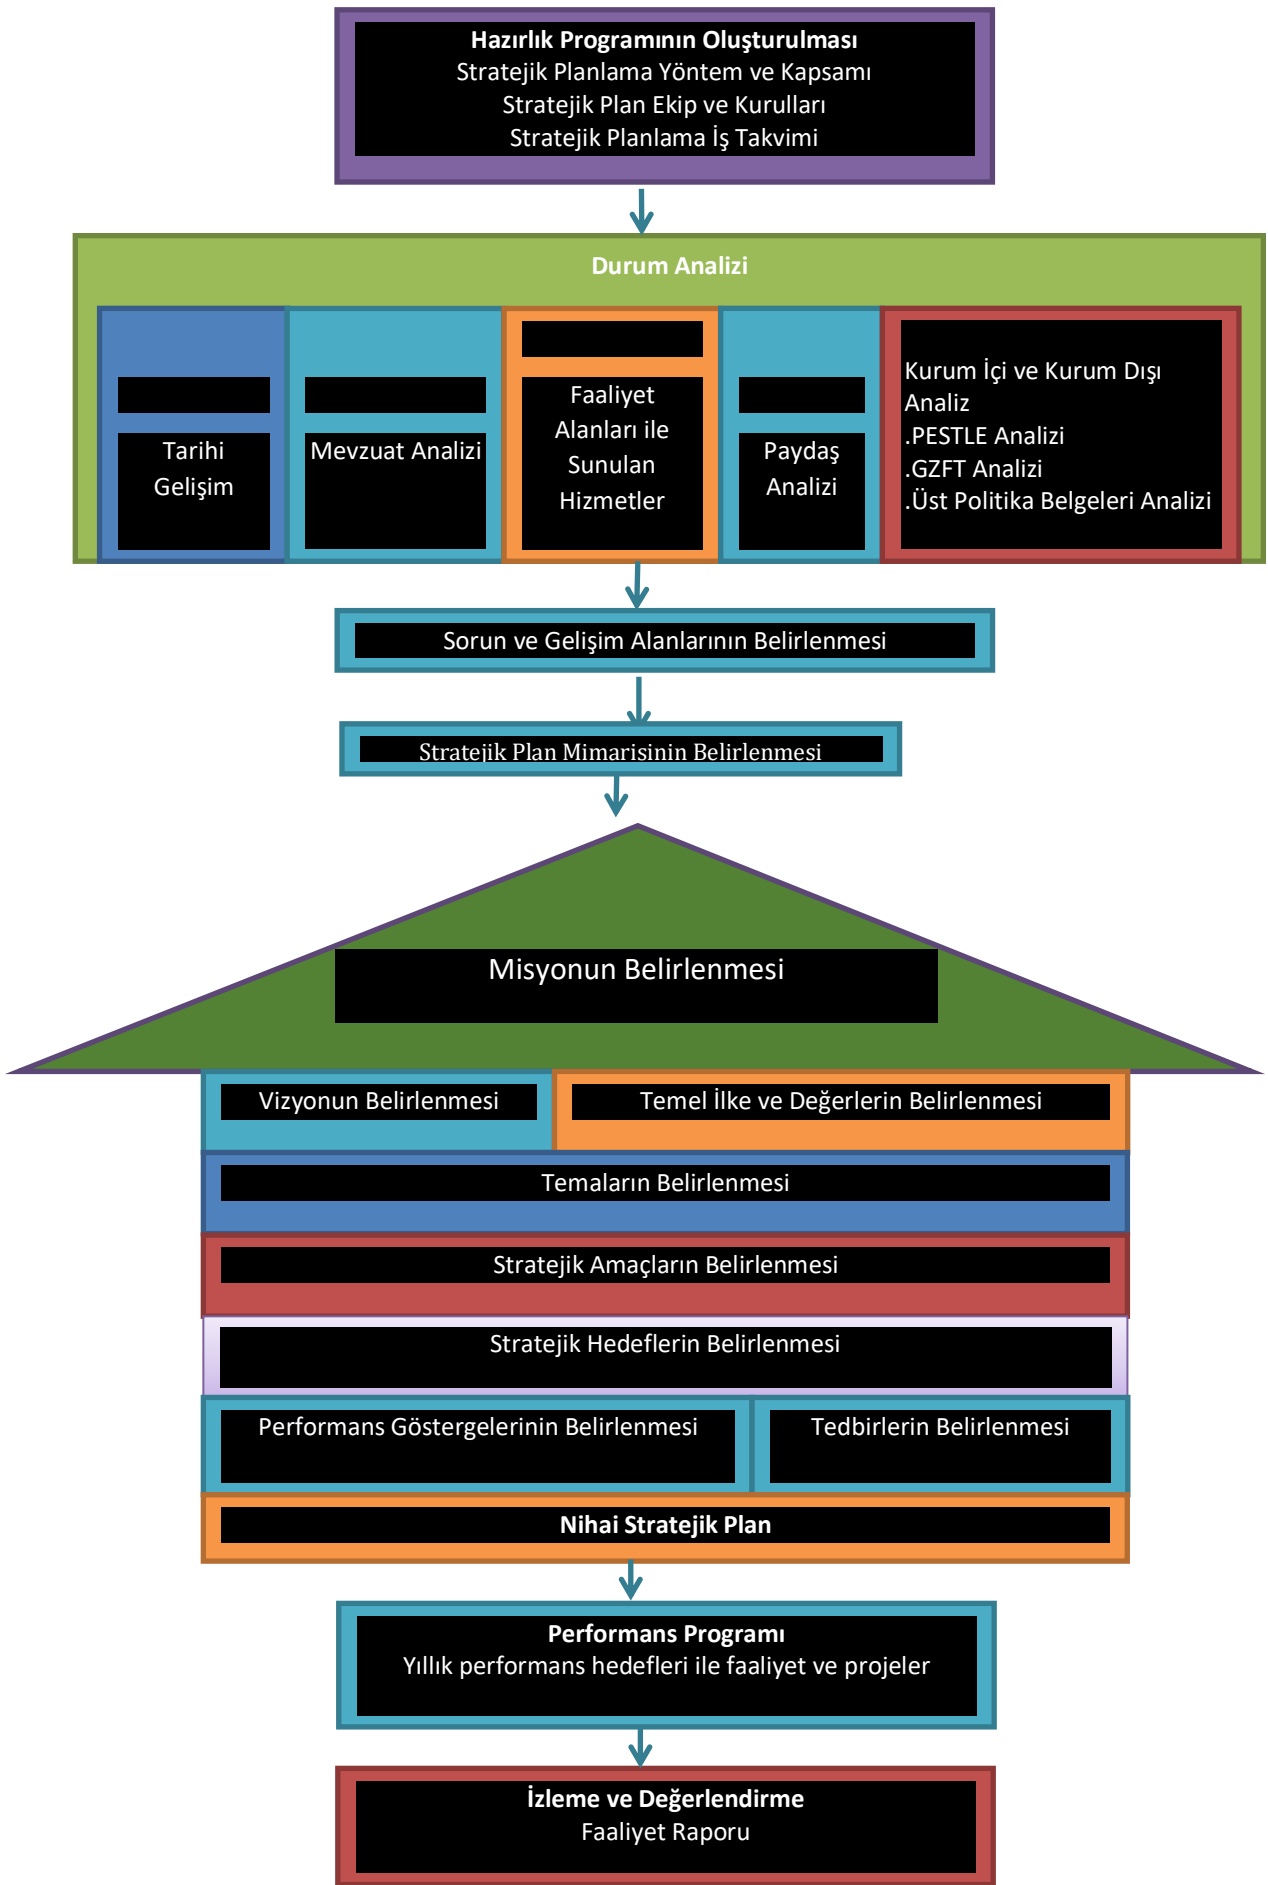 Hazırlık Programının Oluşturulması
Stratejik Planlama Yöntem ve Kapsamı
Stratejik Plan Ekip ve Kurulları
Stratejik Planlama İş Takvimi
Durum Analizi
Tarihi
Gelişim
Mevzuat Analizi
Faaliyet
Alanları ile
Sunulan
Hizmetler
Paydaş
Analizi
Kurum İçi ve Kurum Dışı
Analiz
.PESTLE Analizi
.GZFT Analizi
.Üst Politika Belgeleri Analizi
Sorun ve Gelişim Alanlarının Belirlenmesi
Stratejik Plan Mimarisinin Belirlenmesi
Misyonun Belirlenmesi
Vizyonun Belirlenmesi
Temel İlke ve Değerlerin Belirlenmesi
Temaların Belirlenmesi
Stratejik Amaçların Belirlenmesi
Stratejik Hedeflerin Belirlenmesi
Performans Göstergelerinin Belirlenmesi
Tedbirlerin Belirlenmesi
Nihai Stratejik Plan
Performans Programı
Yıllık performans hedefleri ile faaliyet ve projeler
İzleme ve Değerlendirme
Faaliyet Raporu